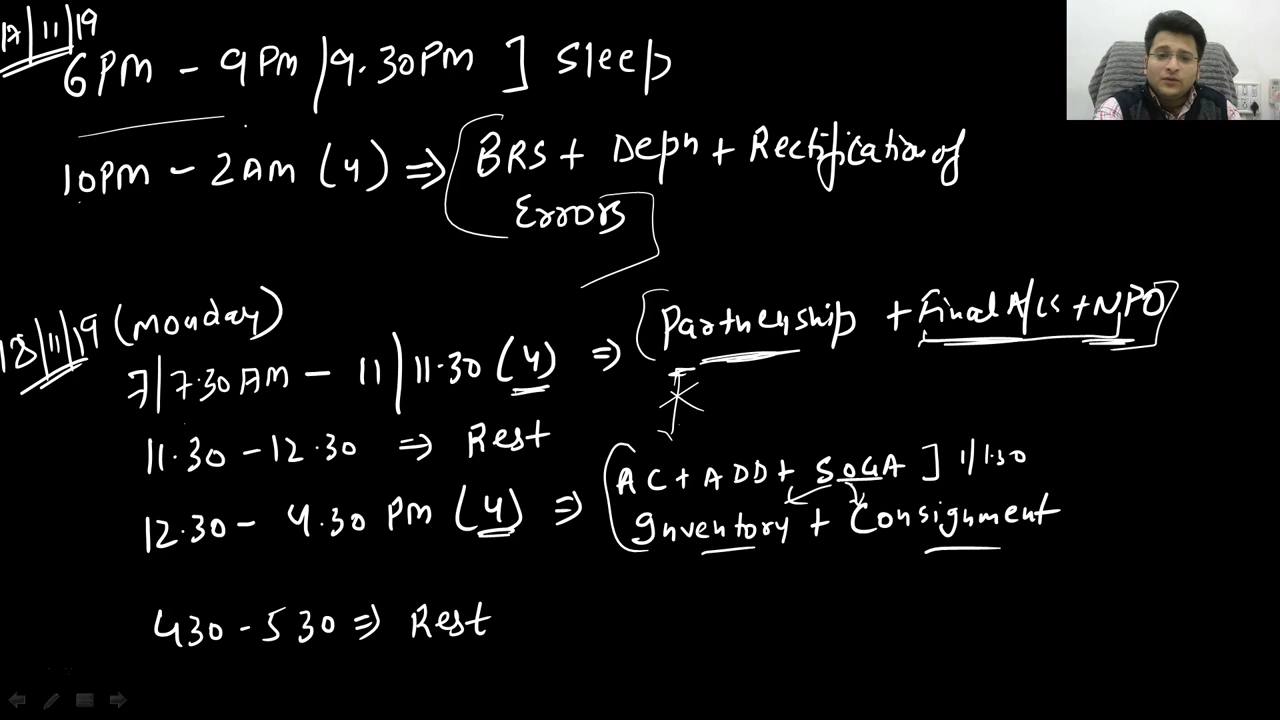 17/11/19
6PM - 9PM/9.30PM ] Sleep
10PM - 2AM (4) ⇒ BRS + Depn + Rectification of
Errors
18/11/19 (Monday)
7/7.30AM - 11/11.30 (4) ⇒ [Partnership + Final A/cs + NPO]
11.30 - 12.30 ⇒ Rest
12.30 - 4.30 PM (4) ⇒ AC + ADD + SOGA ] 1/1.30
Inventory + Consignment
430 - 530 ⇒ Rest